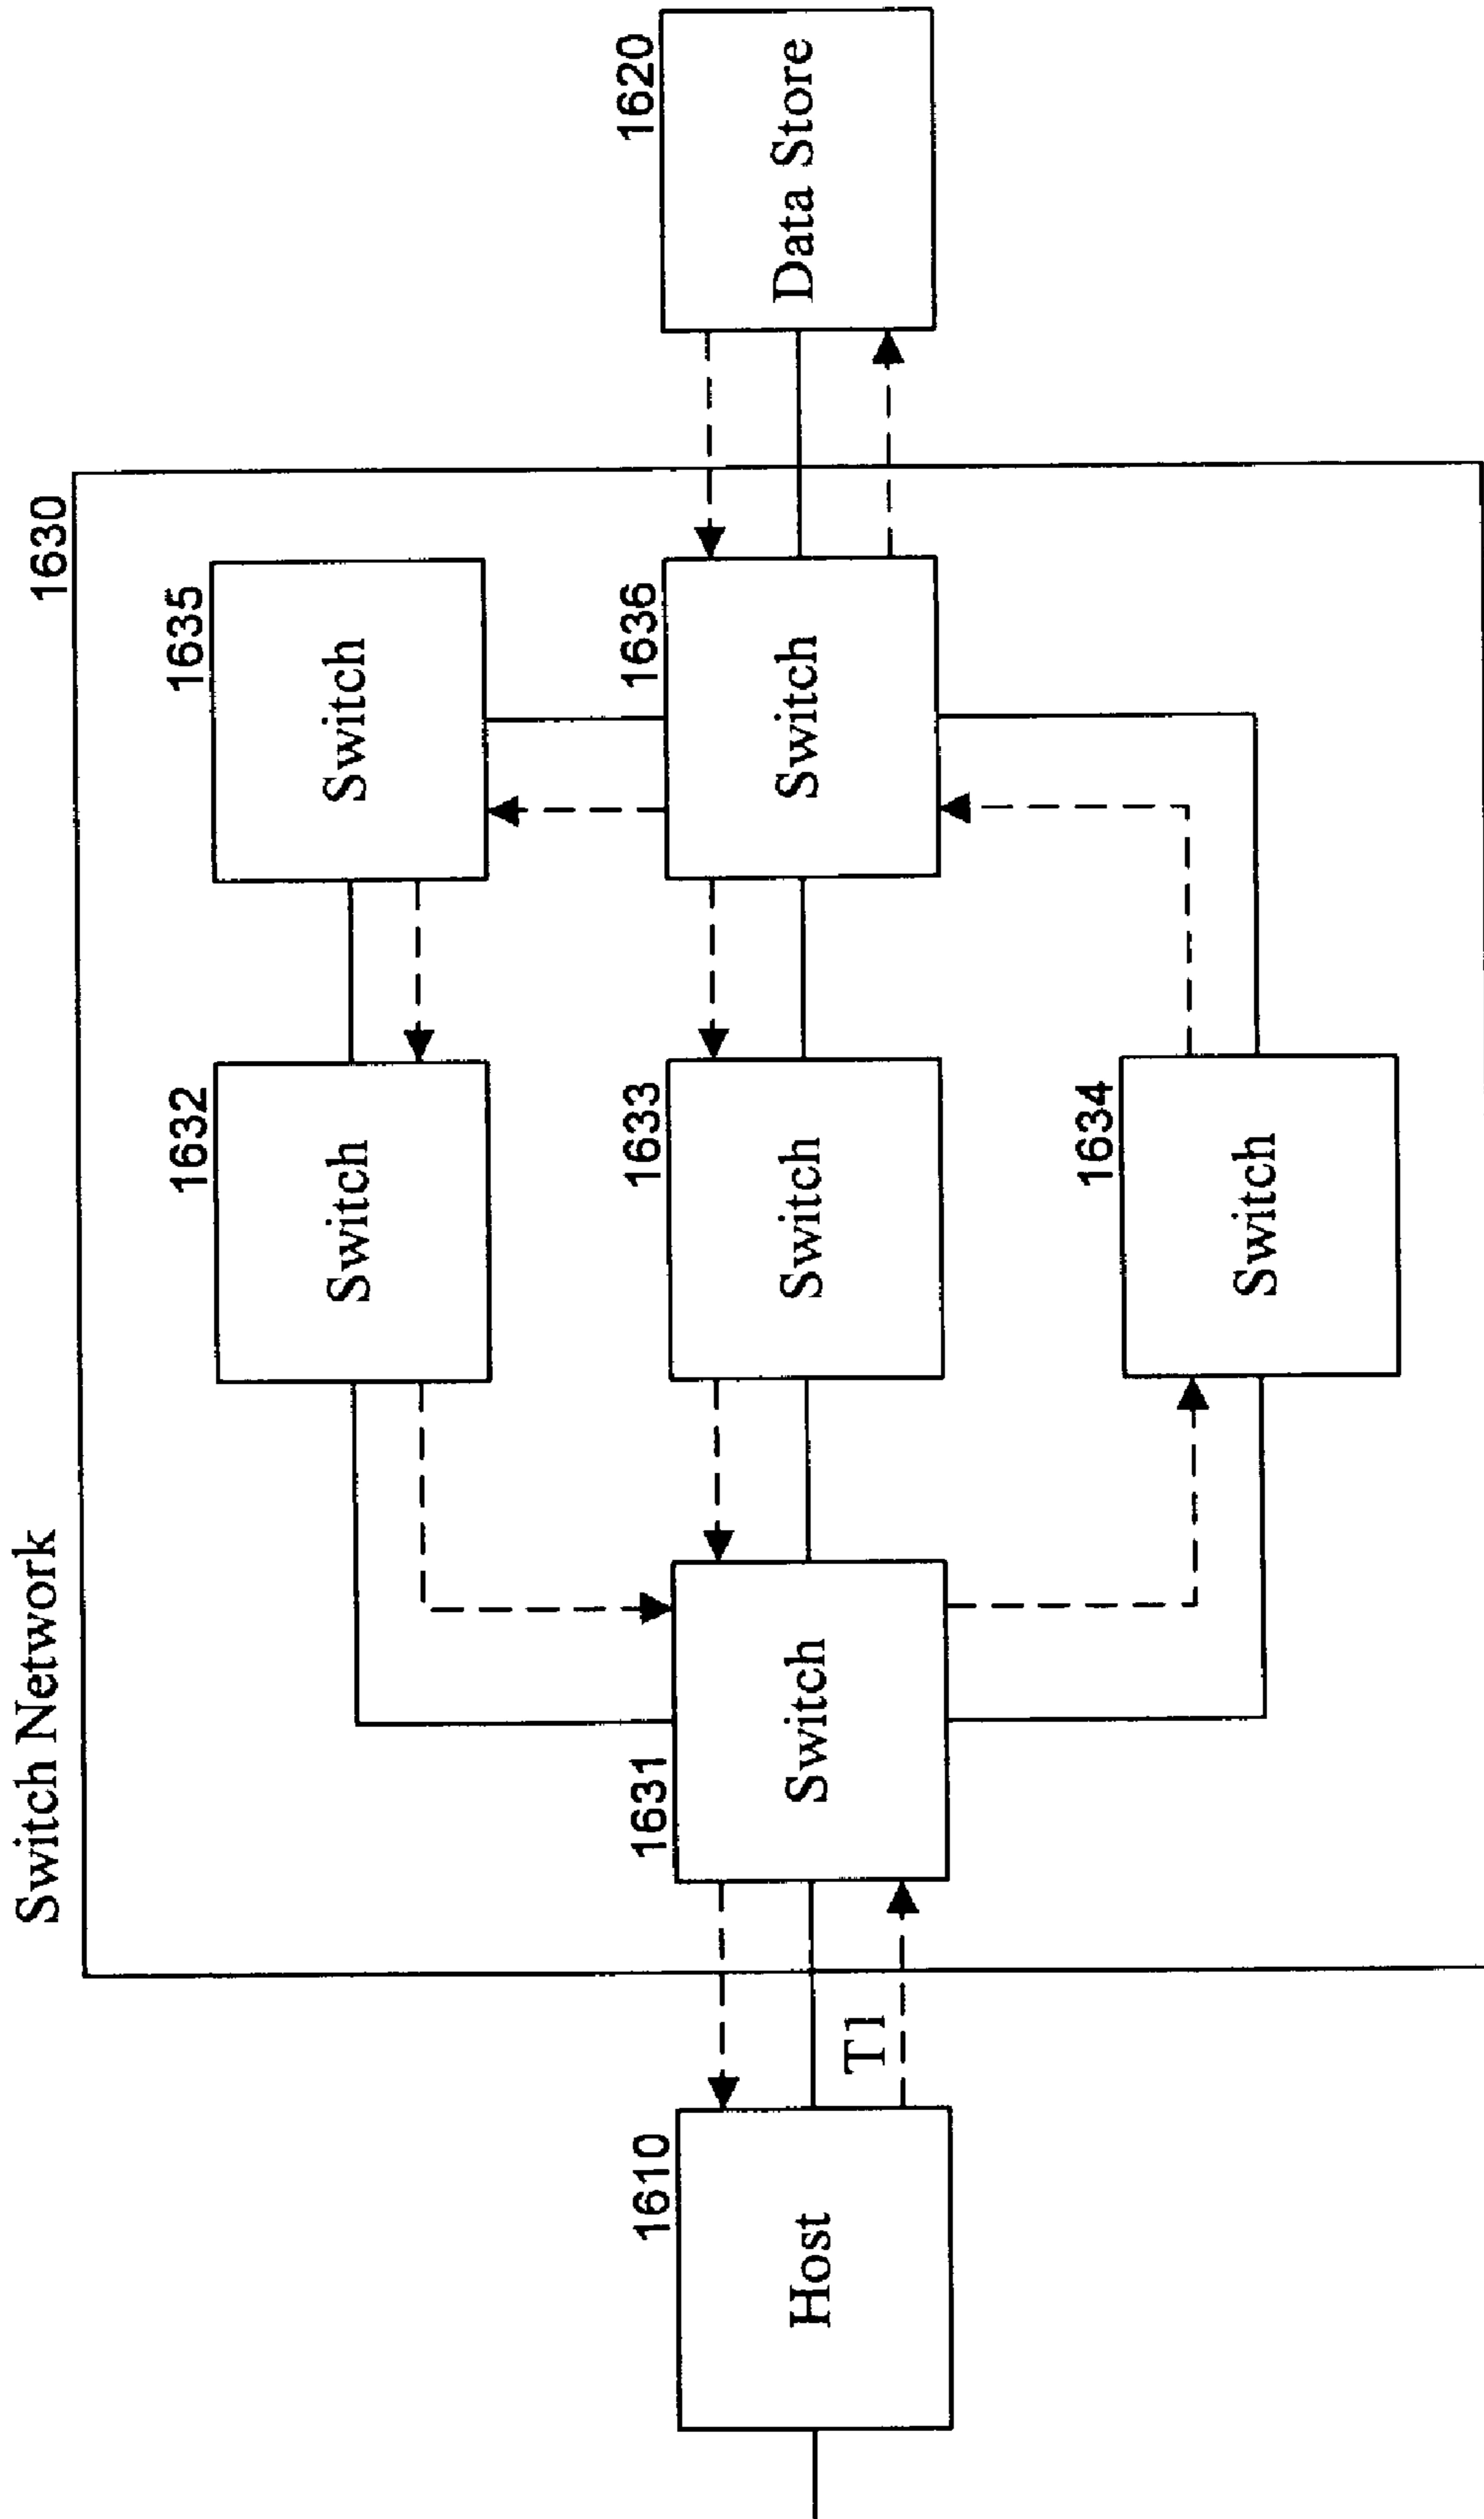 Switch Network
1630
1632
Switch
1635
Switch
1610
Host
T1
1631
Switch
1633
Switch
1636
Switch
1620
Data Store
1634
Switch